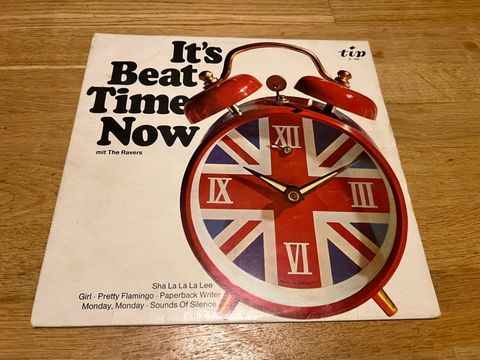 It's
Beat
Time
Now
mit The Ravers
tip
XII
IX
III
VI
Sha La La La Lee
Girl · Pretty Flamingo · Paperback Writer
Monday, Monday · Sounds Of Silence